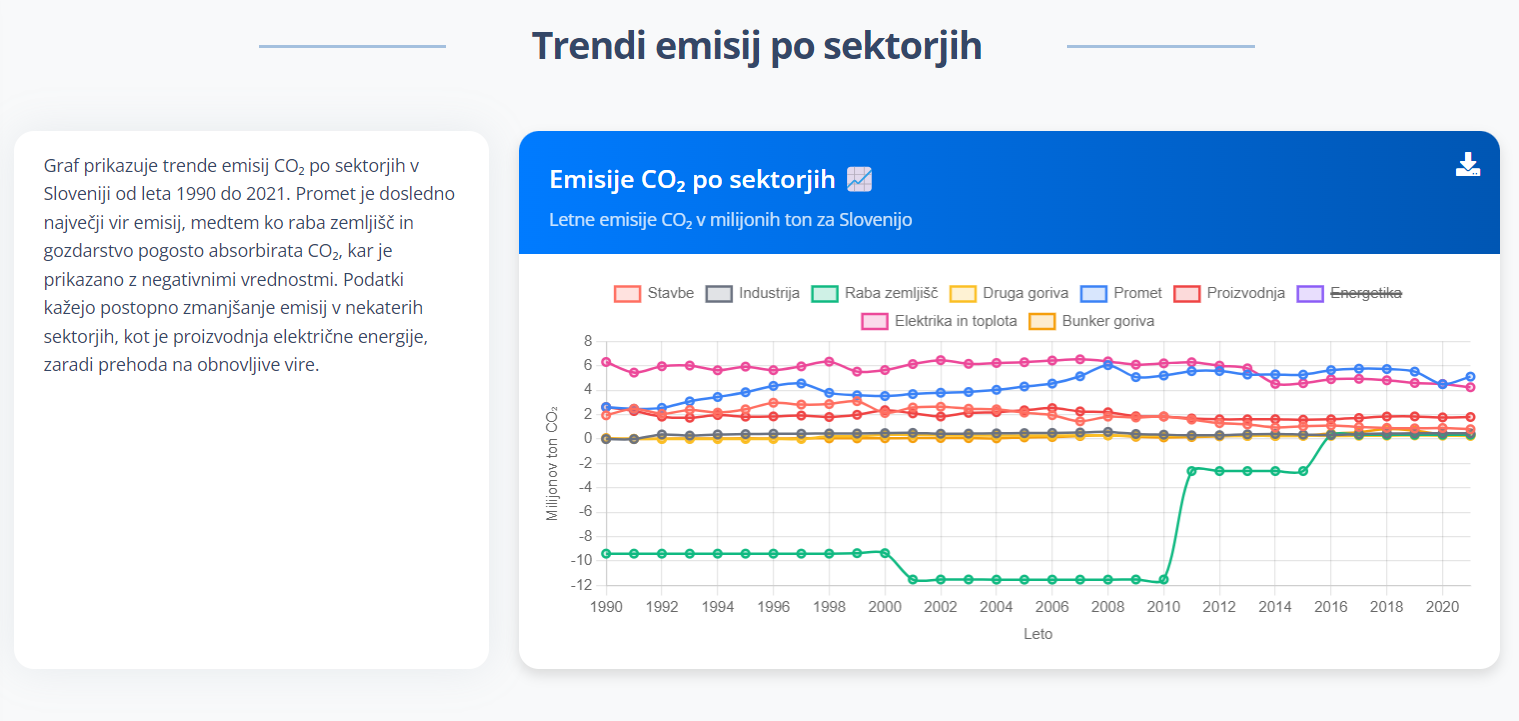 Trendi emisij po sektorjih
Graf prikazuje trende emisij CO₂ po sektorjih v
Sloveniji od leta 1990 do 2021. Promet je dosledno
največji vir emisij, medtem ko raba zemljišč in
gozdarstvo pogosto absorbirata CO₂, kar je
prikazano z negativnimi vrednostmi. Podatki
kažejo postopno zmanjšanje emisij v nekaterih
sektorjih, kot je proizvodnja električne energije,
zaradi prehoda na obnovljive vire.
Emisije CO₂ po sektorjih
Letne emisije CO₂ v milijonih ton za Slovenijo
Stavbe Industrija Raba zemljišč Druga goriva Promet Proizvodnja Energetika
Elektrika in toplota Bunker goriva
Milijonov ton CO₂
8
6
4
2
0
-2
-4
-6
-8
-10
-12
1990 1992 1994 1996 1998 2000 2002 2004 2006 2008 2010 2012 2014 2016 2018 2020
Leto